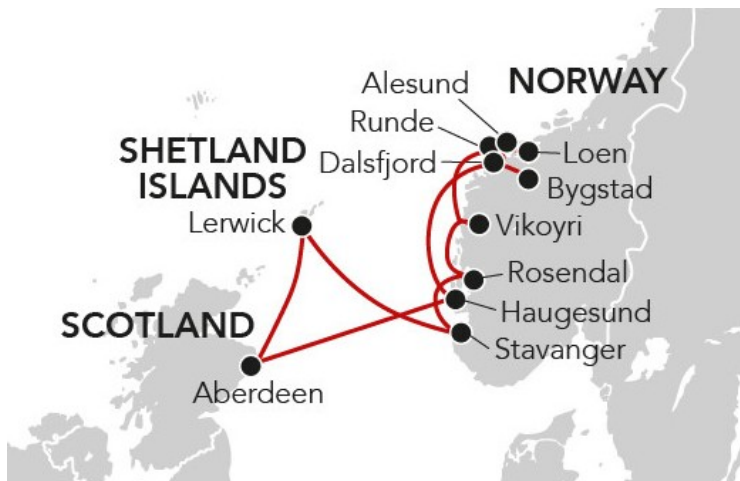 Alesund
NORWAY
Runde
Loen
Dalsfjord
Bygstad
SHETLAND
ISLANDS
Lerwick
Vikoyri
Rosendal
Haugesund
SCOTLAND
Stavanger
Aberdeen